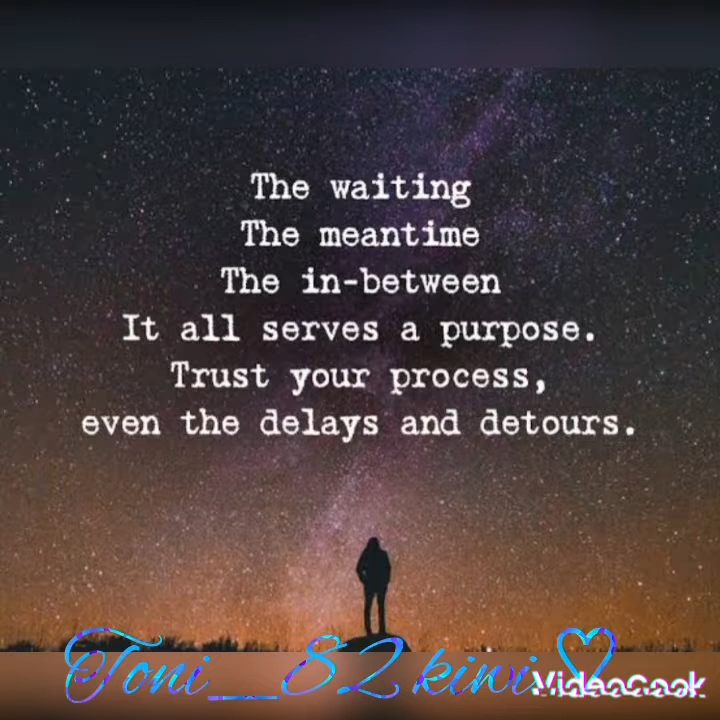 The waiting
The meantime
The in-between
It all serves a purpose.
Trust your process,
even the delays and detours.
Toni__82 kiwi♡
VideoCook